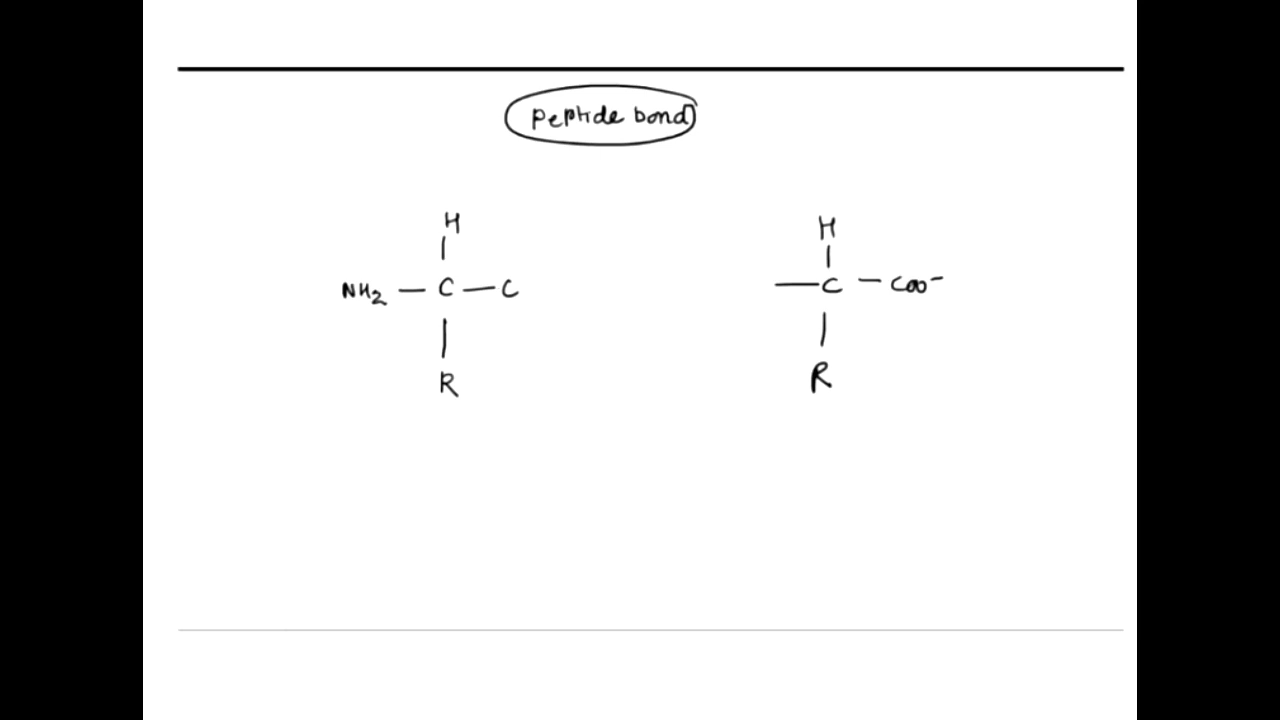 Peptide bond
H H
NH2 — C — C — C — COO-
R R